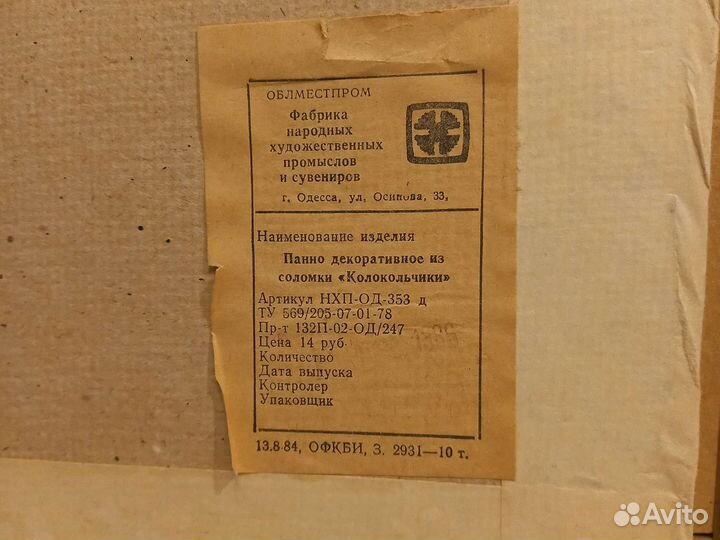 ОБЛМЕСТПРОМ
Фабрика
народных
художественных
промыслов
и сувениров
г. Одесса, ул. Осипова, 33,
Наименование изделия
Панно декоративное из
соломки «Колокольчики»
Артикул НХП-ОД-353 д
ТУ 569/205-07-01-78
Пр-т 132П-02-ОД/247
Цена 14 руб.
Количество
Дата выпуска
Контролер
Упаковщик
13.8.84, ОФКБИ, З. 2931—10 т.
Avito